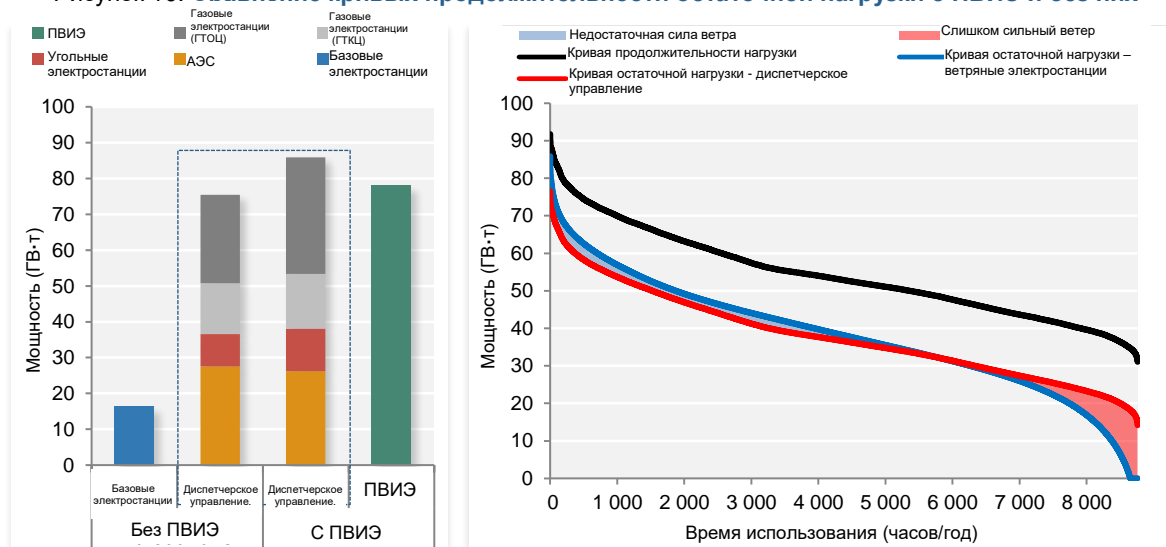 ПВИЭ
Газовые
электростанции
(ГТОЦ)
Газовые
электростанции
(ГТКЦ)
Угольные
электростанции
АЭС
Базовые
электростанции
100
90
80
70
60
50
40
30
20
10
0
Мощность (ГВ·т)
Базовые
электростанции
Диспетчерское
управление.
Диспетчерское
управление.
ПВИЭ
Без ПВИЭ
С ПВИЭ
Недостаточная сила ветра
Слишком сильный ветер
Кривая продолжительности нагрузки
Кривая остаточной нагрузки –
ветряные электростанции
Кривая остаточной нагрузки - диспетчерское
управление
100
90
80
70
60
50
40
30
20
10
0
Мощность (ГВ·т)
0 1 000 2 000 3 000 4 000 5 000 6 000 7 000 8 000
Время использования (часов/год)